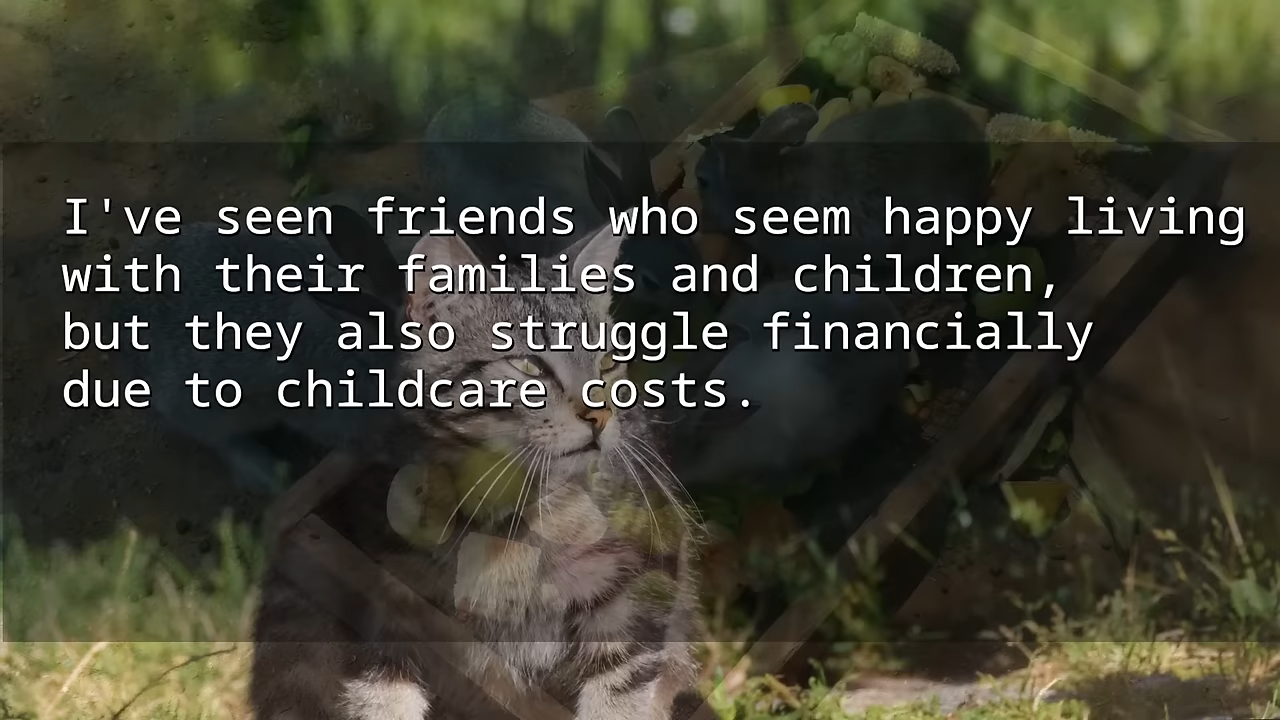 I've seen friends who seem happy living
with their families and children,
but they also struggle financially
due to childcare costs.